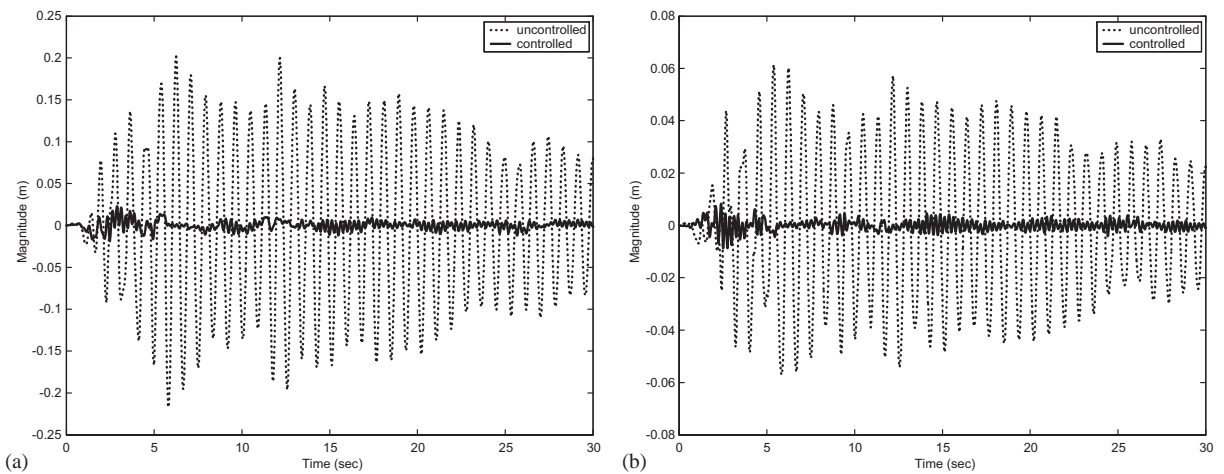 0.25
0.2
0.15
0.1
0.05
0
-0.05
-0.1
-0.15
-0.2
-0.25
Magnitude (m)
uncontrolled
controlled
0 5 10 15 20 25 30
Time (sec)
(a)
0.08
0.06
0.04
0.02
0
-0.02
-0.04
-0.06
-0.08
Magnitude (m)
uncontrolled
controlled
0 5 10 15 20 25 30
Time (sec)
(b)